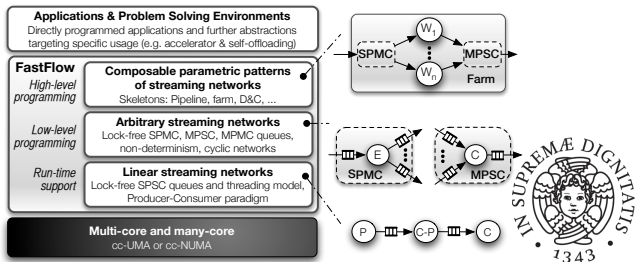 Applications & Problem Solving Environments
Directly programmed applications and further abstractions
targeting specific usage (e.g. accelerator & self-offloading)
FastFlow
High-level
programming
Composable parametric patterns
of streaming networks
Skeletons: Pipeline, farm, D&C, ...
Low-level
programming
Arbitrary streaming networks
Lock-free SPMC, MPSC, MPMC queues,
non-determinism, cyclic networks
Run-time
support
Linear streaming networks
Lock-free SPSC queues and threading model,
Producer-Consumer paradigm
Multi-core and many-core
cc-UMA or cc-NUMA
SPMC
W1
Wn
MPSC
Farm
E
SPMC
C
MPSC
P
C-P
C
IN SUPREMÆ DIGNITATIS
·1343·